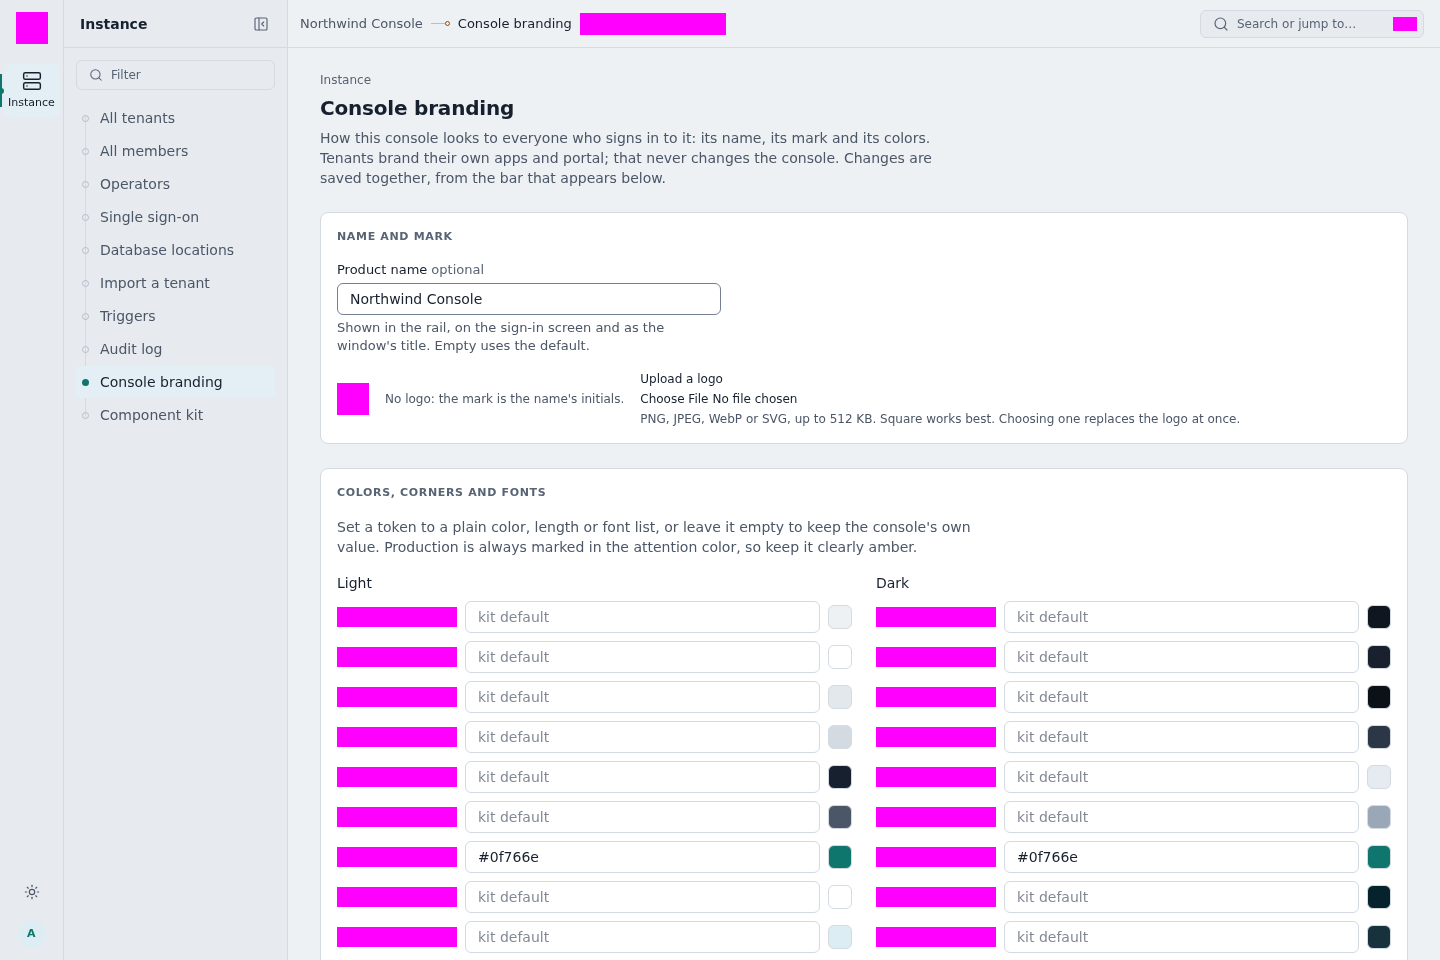 Instance
Northwind Console
Console branding
Search or jump to…
Instance
Filter
All tenants
All members
Operators
Single sign-on
Database locations
Import a tenant
Triggers
Audit log
Console branding
Component kit
A
Instance
Console branding
How this console looks to everyone who signs in to it: its name, its mark and its colors.
Tenants brand their own apps and portal; that never changes the console. Changes are
saved together, from the bar that appears below.
NAME AND MARK
Product name optional
Northwind Console
Shown in the rail, on the sign-in screen and as the
window's title. Empty uses the default.
No logo: the mark is the name's initials.
Upload a logo
Choose File No file chosen
PNG, JPEG, WebP or SVG, up to 512 KB. Square works best. Choosing one replaces the logo at once.
COLORS, CORNERS AND FONTS
Set a token to a plain color, length or font list, or leave it empty to keep the console's own
value. Production is always marked in the attention color, so keep it clearly amber.
Light
Dark
kit default
kit default
kit default
kit default
kit default
kit default
kit default
kit default
kit default
kit default
kit default
kit default
#0f766e
#0f766e
kit default
kit default
kit default
kit default